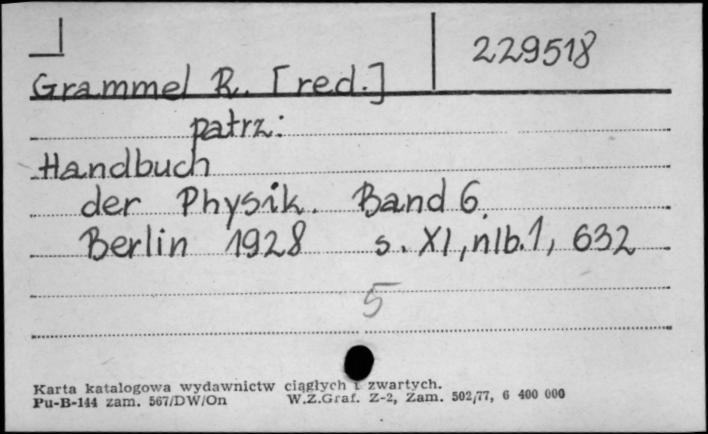 229518
Grammel R. [red.]
patrz:
Handbuch
der Physik. Band 6.
Berlin 1928 s. XI, nlb. 1, 632
5
Karta katalogowa wydawnictw ciągłych i zwartych.
Pu-B-144 zam. 567/DW/On W.Z.Graf. Z-2, Zam. 502/77, 6 400 000